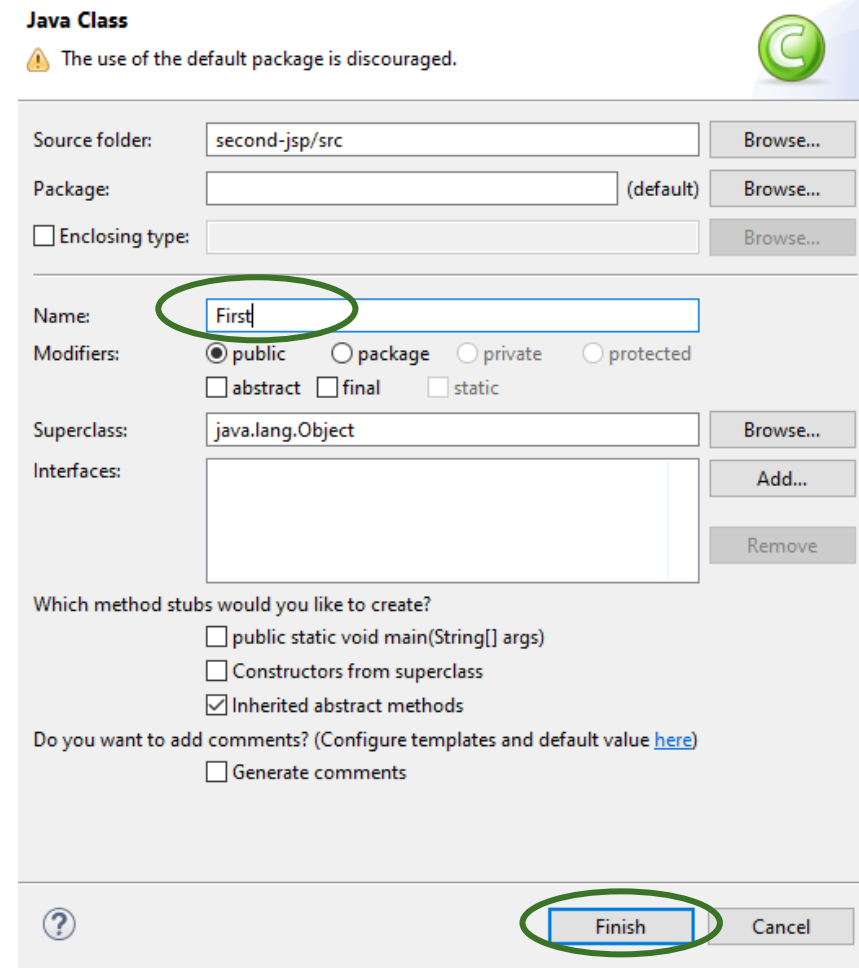 Java Class
The use of the default package is discouraged.
C
Source folder: second-jsp/src Browse...
Package: (default) Browse...
Enclosing type: Browse...
Name: First
Modifiers: public package private protected
abstract final static
Superclass: java.lang.Object Browse...
Interfaces: Add...
Remove
Which method stubs would you like to create?
public static void main(String[] args)
Constructors from superclass
Inherited abstract methods
Do you want to add comments? (Configure templates and default value here)
Generate comments
? Finish Cancel